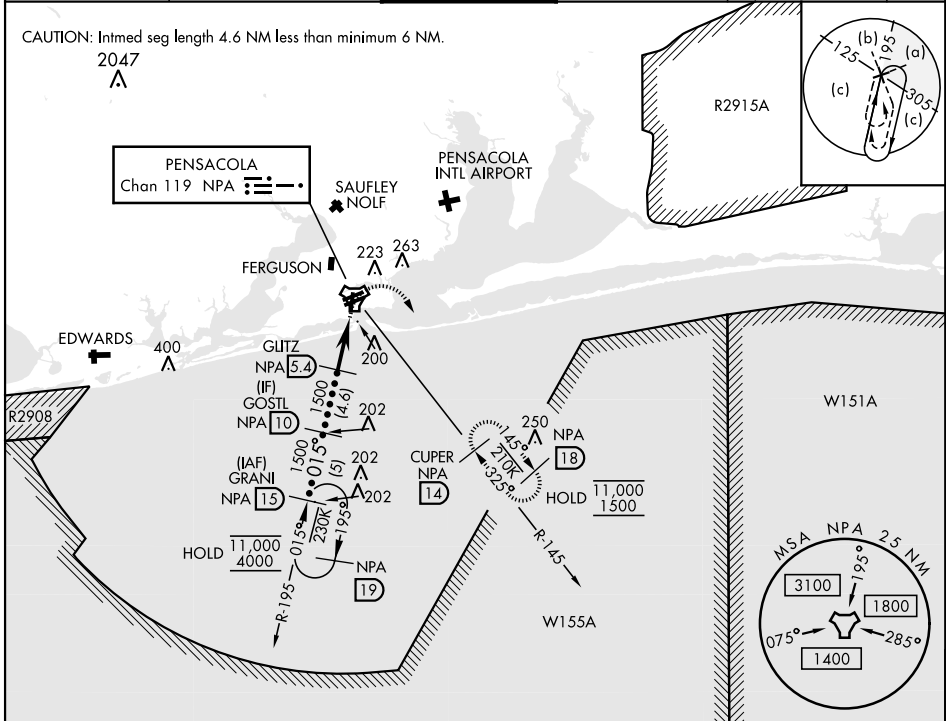 CAUTION: Intmed seg length 4.6 NM less than minimum 6 NM.
2047
(b)
195
(a)
125
(c)
305
(c)
R2915A
PENSACOLA
Chan 119 NPA
SAUFLEY
NOLF
PENSACOLA
INTL AIRPORT
223
263
FERGUSON
EDWARDS
400
200
GLITZ
NPA 5.4
(IF)
GOSTL
NPA 10
1500
(4.6)
202
R2908
(IAF)
GRANI
NPA 15
1500
015°
(5)
202
202
HOLD 11,000
4000
015°
230K
195°
NPA
19
R-195
CUPER
NPA
14
145°
210K
325°
250
NPA
18
HOLD 11,000
1500
R-145
W151A
W155A
MSA NPA 25 NM
195°
3100
1800
075°
285°
1400